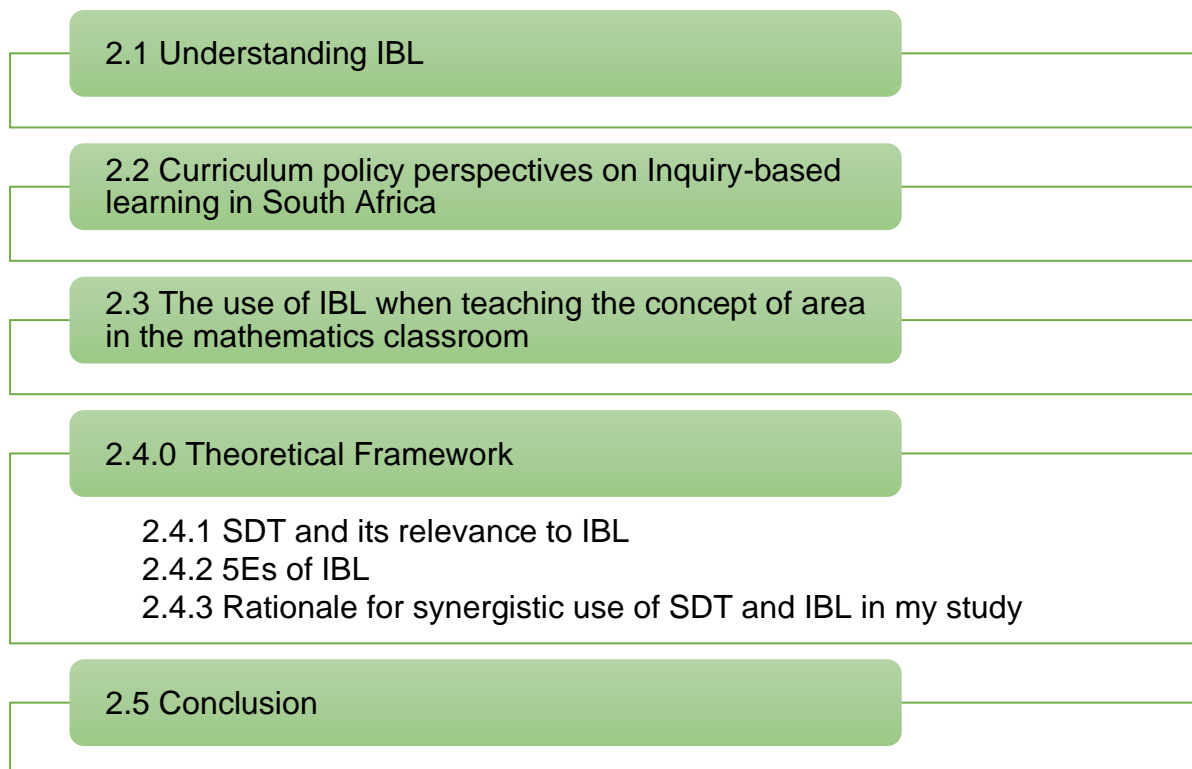 2.1 Understanding IBL
2.2 Curriculum policy perspectives on Inquiry-based
learning in South Africa
2.3 The use of IBL when teaching the concept of area
in the mathematics classroom
2.4.0 Theoretical Framework
2.4.1 SDT and its relevance to IBL
2.4.2 5Es of IBL
2.4.3 Rationale for synergistic use of SDT and IBL in my study
2.5 Conclusion